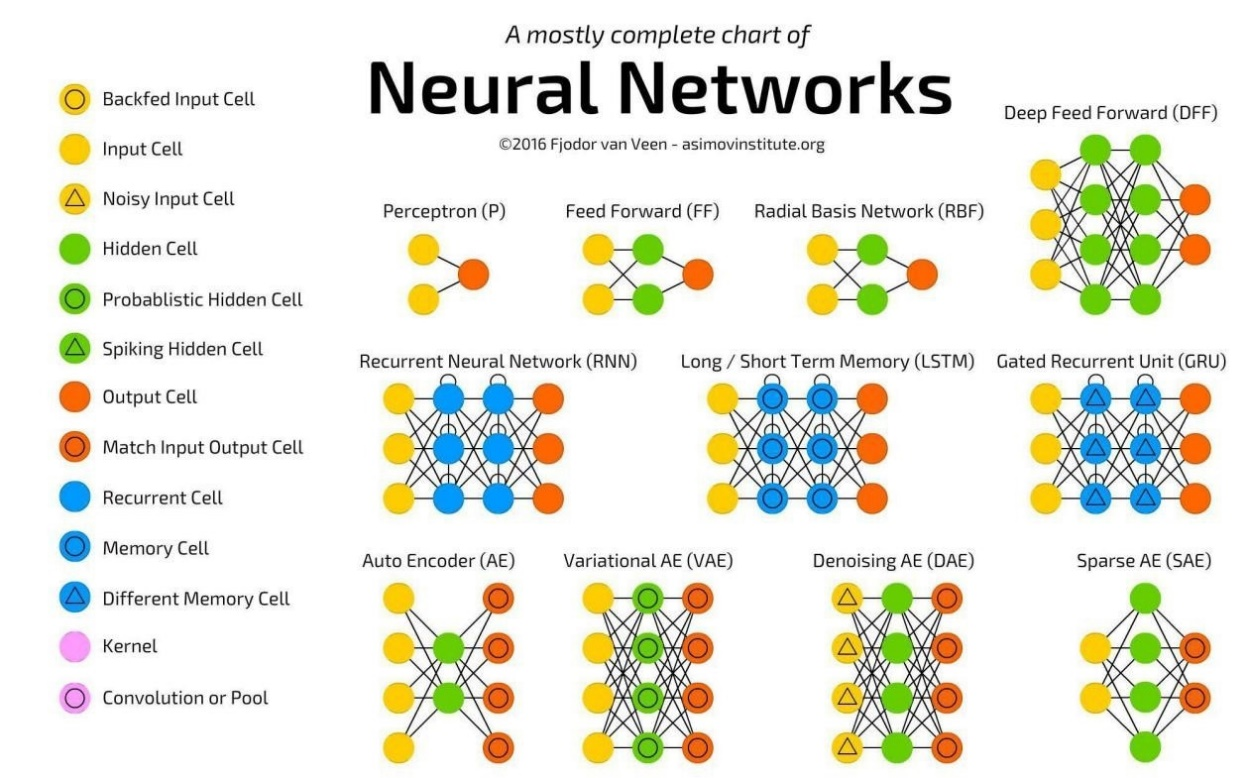 A mostly complete chart of
Neural Networks
©2016 Fjodor van Veen - asimovinstitute.org
Backfed Input Cell
Input Cell
Noisy Input Cell
Hidden Cell
Probablistic Hidden Cell
Spiking Hidden Cell
Output Cell
Match Input Output Cell
Recurrent Cell
Memory Cell
Different Memory Cell
Kernel
Convolution or Pool
Deep Feed Forward (DFF)
Perceptron (P)
Feed Forward (FF)
Radial Basis Network (RBF)
Recurrent Neural Network (RNN)
Long / Short Term Memory (LSTM)
Gated Recurrent Unit (GRU)
Auto Encoder (AE)
Variational AE (VAE)
Denoising AE (DAE)
Sparse AE (SAE)